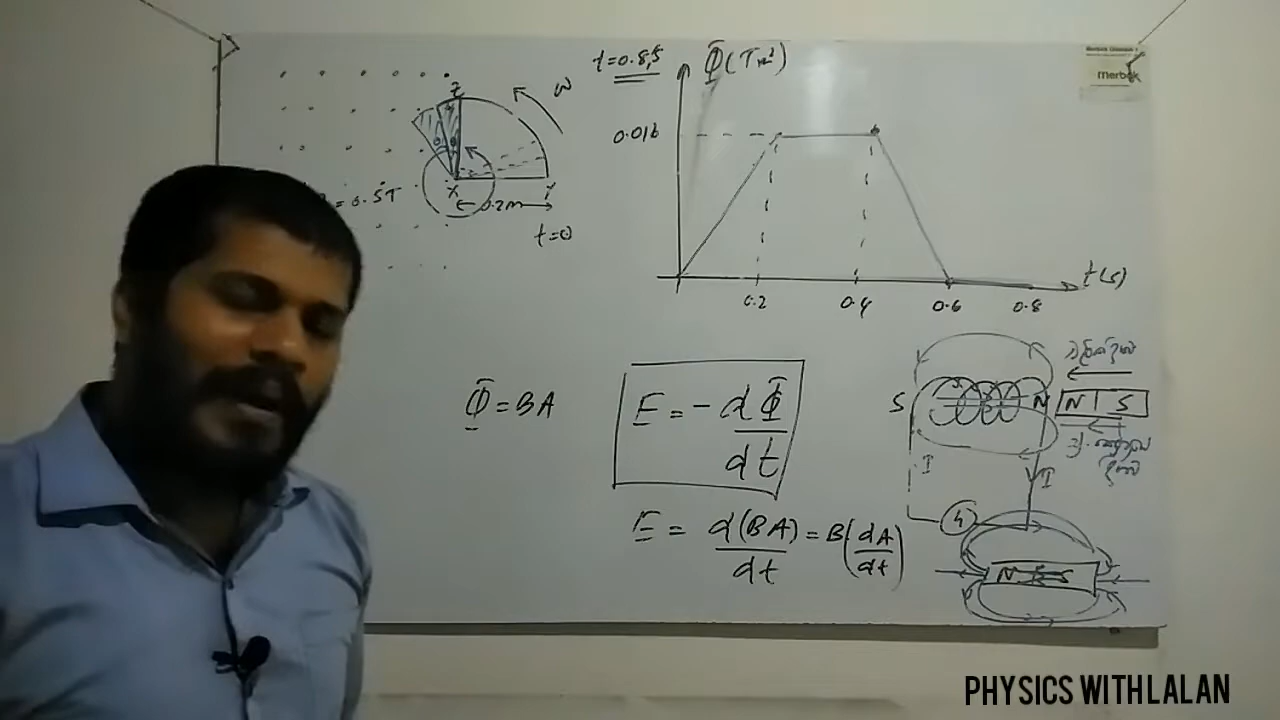 t=0.8s
Φ(Tm²)
Z
ω
0.016
B = 0.5T
X
0.2m
Y
t=0
t(s)
0.2
0.4
0.6
0.8
Φ=BA
E = - dΦ/dt
S
N
N S
I
I
E = d(BA)/dt = B(dA/dt)
N S
PHYSICS WITH LALAN